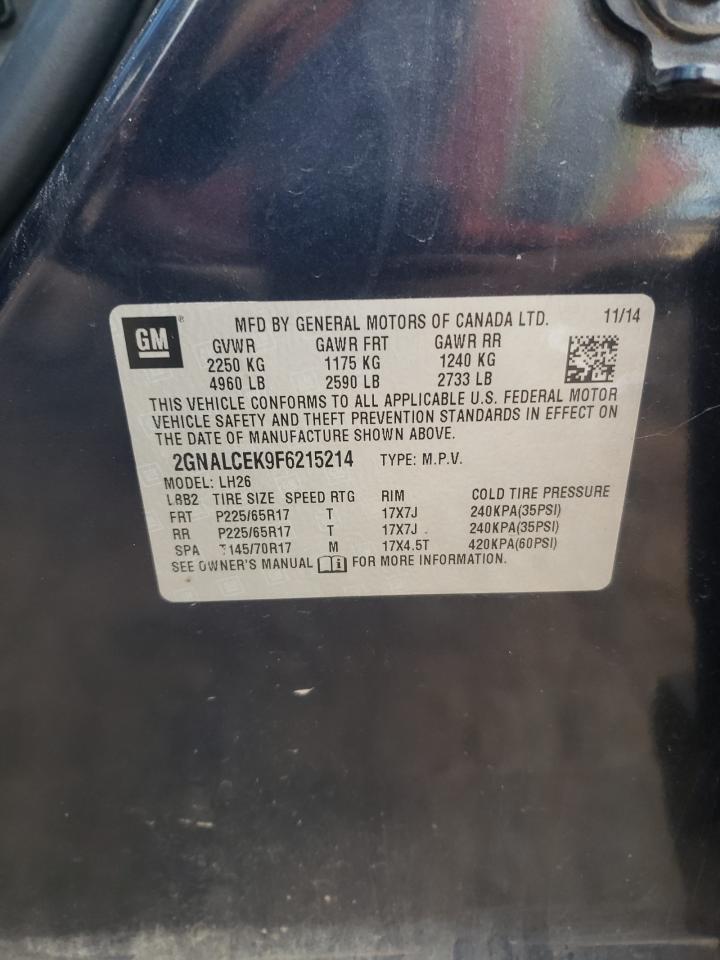 GM ® MFD BY GENERAL MOTORS OF CANADA LTD. 11/14
GVWR GAWR FRT GAWR RR
2250 KG 1175 KG 1240 KG
4960 LB 2590 LB 2733 LB
THIS VEHICLE CONFORMS TO ALL APPLICABLE U.S. FEDERAL MOTOR
VEHICLE SAFETY AND THEFT PREVENTION STANDARDS IN EFFECT ON
THE DATE OF MANUFACTURE SHOWN ABOVE.
2GNALCEK9F6215214 TYPE: M.P.V.
MODEL: LH26
L8B2 TIRE SIZE SPEED RTG RIM COLD TIRE PRESSURE
FRT P225/65R17 T 17X7J 240KPA(35PSI)
RR P225/65R17 T 17X7J 240KPA(35PSI)
SPA T145/70R17 M 17X4.5T 420KPA(60PSI)
SEE OWNER'S MANUAL i FOR MORE INFORMATION.